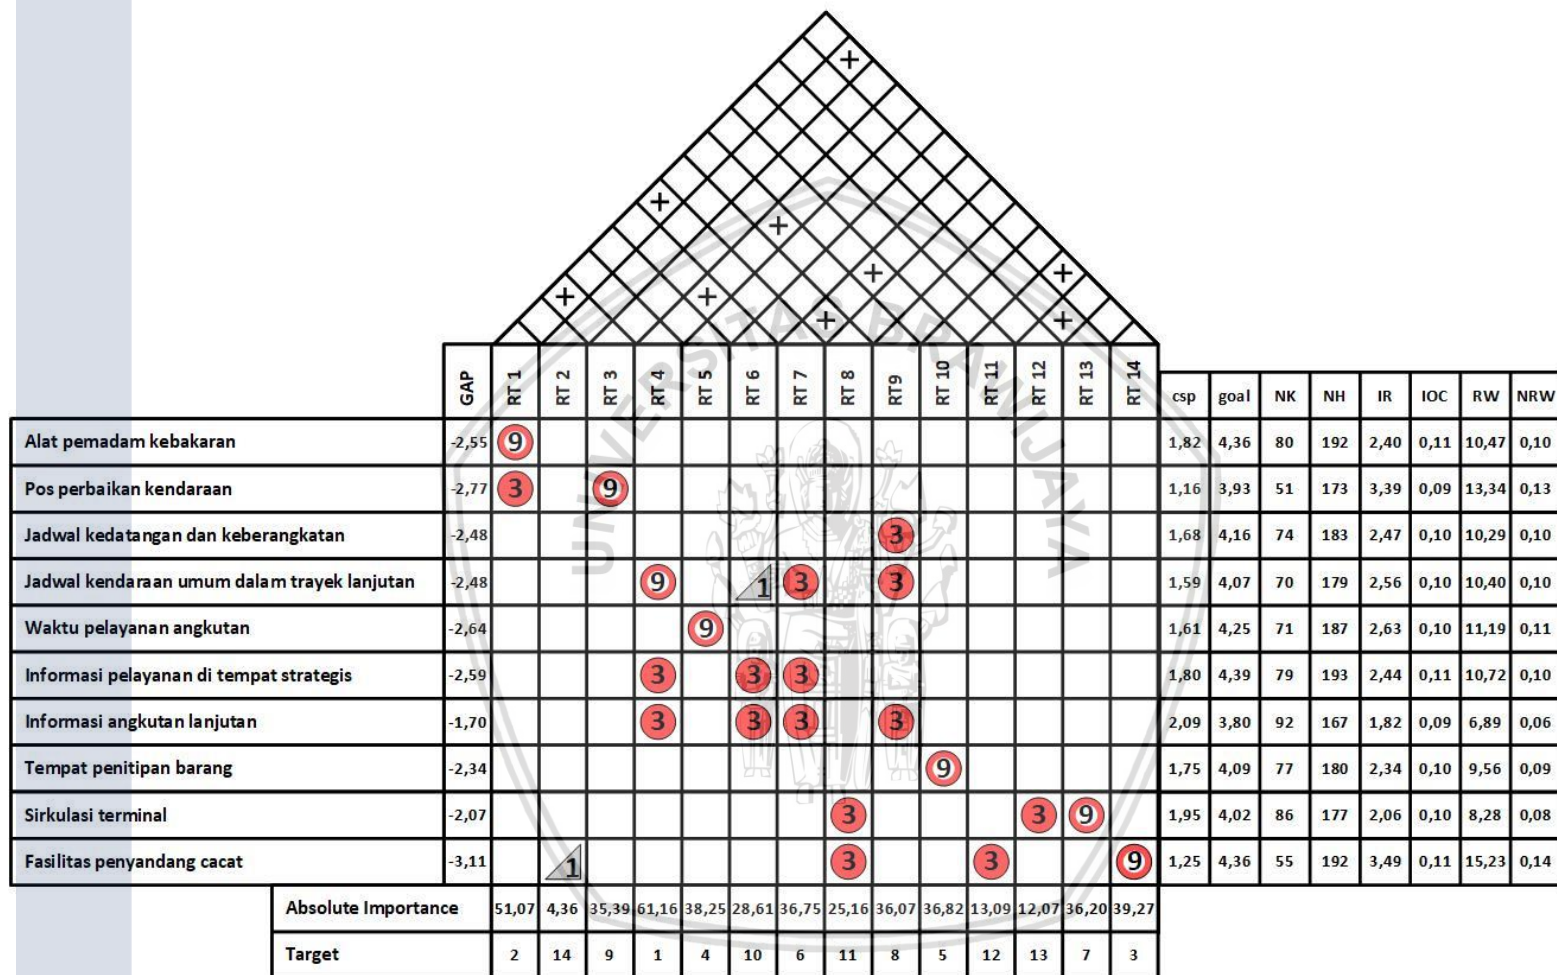 +
+
+
+
+
+
+
+
+
GAP RT 1 RT 2 RT 3 RT 4 RT 5 RT 6 RT 7 RT 8 RT9 RT 10 RT 11 RT 12 RT 13 RT 14 csp goal NK NH IR IOC RW NRW
Alat pemadam kebakaran -2,55 9 1,82 4,36 80 192 2,40 0,11 10,47 0,10
Pos perbaikan kendaraan -2,77 3 9 1,16 3,93 51 173 3,39 0,09 13,34 0,13
Jadwal kedatangan dan keberangkatan -2,48 3 1,68 4,16 74 183 2,47 0,10 10,29 0,10
Jadwal kendaraan umum dalam trayek lanjutan -2,48 9 1 3 3 1,59 4,07 70 179 2,56 0,10 10,40 0,10
Waktu pelayanan angkutan -2,64 9 1,61 4,25 71 187 2,63 0,10 11,19 0,11
Informasi pelayanan di tempat strategis -2,59 3 3 3 1,80 4,39 79 193 2,44 0,11 10,72 0,10
Informasi angkutan lanjutan -1,70 3 3 3 3 2,09 3,80 92 167 1,82 0,09 6,89 0,06
Tempat penitipan barang -2,34 9 1,75 4,09 77 180 2,34 0,10 9,56 0,09
Sirkulasi terminal -2,07 3 3 9 1,95 4,02 86 177 2,06 0,10 8,28 0,08
Fasilitas penyandang cacat -3,11 1 3 3 9 1,25 4,36 55 192 3,49 0,11 15,23 0,14
Absolute Importance 51,07 4,36 35,39 61,16 38,25 28,61 36,75 25,16 36,07 36,82 13,09 12,07 36,20 39,27
Target 2 14 9 1 4 10 6 11 8 5 12 13 7 3
UNIVERSITAS BRAWIJAYA